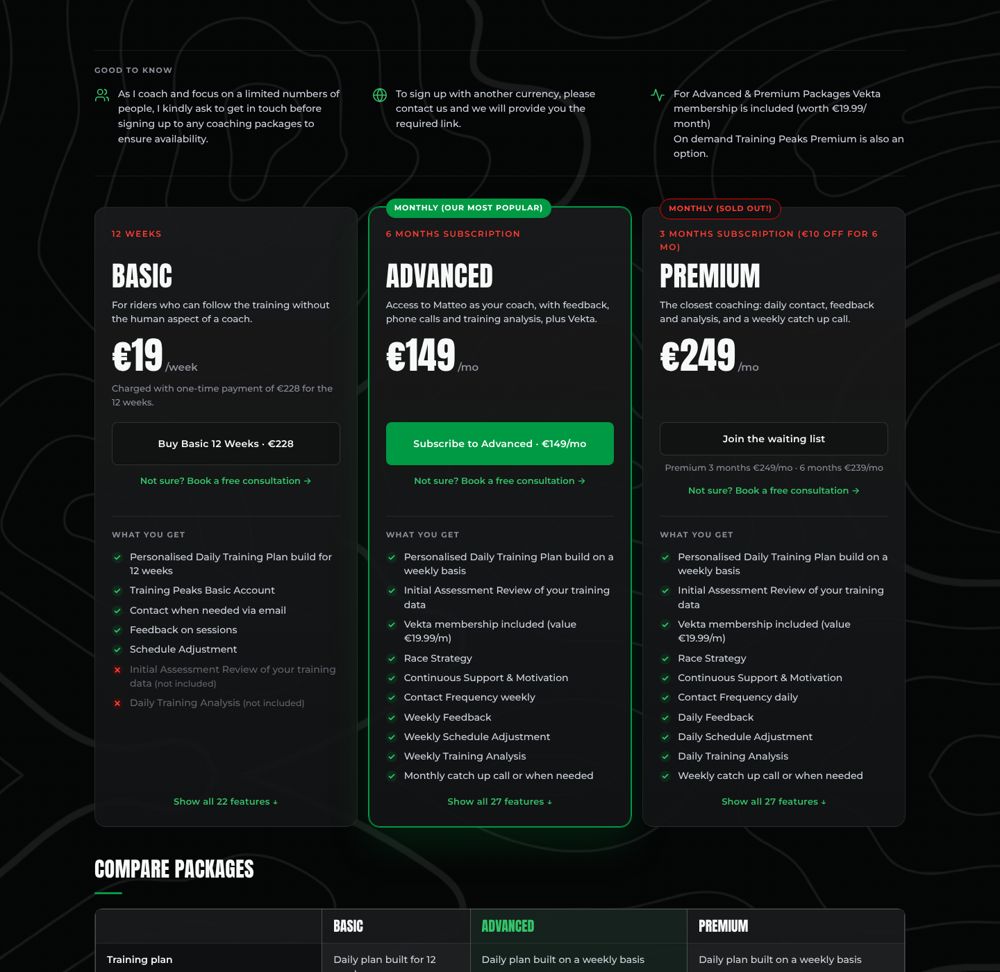 GOOD TO KNOW
As I coach and focus on a limited numbers of
people, I kindly ask to get in touch before
signing up to any coaching packages to
ensure availability.
To sign up with another currency, please
contact us and we will provide you the
required link.
For Advanced & Premium Packages Vekta
membership is included (worth €19.99/
month)
On demand Training Peaks Premium is also an
option.
12 WEEKS
BASIC
For riders who can follow the training without
the human aspect of a coach.
€19 /week
Charged with one-time payment of €228 for the
12 weeks.
Buy Basic 12 Weeks · €228
Not sure? Book a free consultation →
WHAT YOU GET
Personalised Daily Training Plan build for
12 weeks
Training Peaks Basic Account
Contact when needed via email
Feedback on sessions
Schedule Adjustment
Initial Assessment Review of your training
data (not included)
Daily Training Analysis (not included)
Show all 22 features ↓
MONTHLY (OUR MOST POPULAR)
6 MONTHS SUBSCRIPTION
ADVANCED
Access to Matteo as your coach, with feedback,
phone calls and training analysis, plus Vekta.
€149 /mo
Subscribe to Advanced · €149/mo
Not sure? Book a free consultation →
WHAT YOU GET
Personalised Daily Training Plan build on a
weekly basis
Initial Assessment Review of your training
data
Vekta membership included (value
€19.99/m)
Race Strategy
Continuous Support & Motivation
Contact Frequency weekly
Weekly Feedback
Weekly Schedule Adjustment
Weekly Training Analysis
Monthly catch up call or when needed
Show all 27 features ↓
MONTHLY (SOLD OUT!)
3 MONTHS SUBSCRIPTION (€10 OFF FOR 6
MO)
PREMIUM
The closest coaching: daily contact, feedback
and analysis, and a weekly catch up call.
€249 /mo
Join the waiting list
Premium 3 months €249/mo · 6 months €239/mo
Not sure? Book a free consultation →
WHAT YOU GET
Personalised Daily Training Plan build on a
weekly basis
Initial Assessment Review of your training
data
Vekta membership included (value
€19.99/m)
Race Strategy
Continuous Support & Motivation
Contact Frequency daily
Daily Feedback
Daily Schedule Adjustment
Daily Training Analysis
Weekly catch up call or when needed
Show all 27 features ↓
COMPARE PACKAGES
BASIC
ADVANCED
PREMIUM
Training plan
Daily plan built for 12
Daily plan built on a weekly basis
Daily plan built on a weekly basis